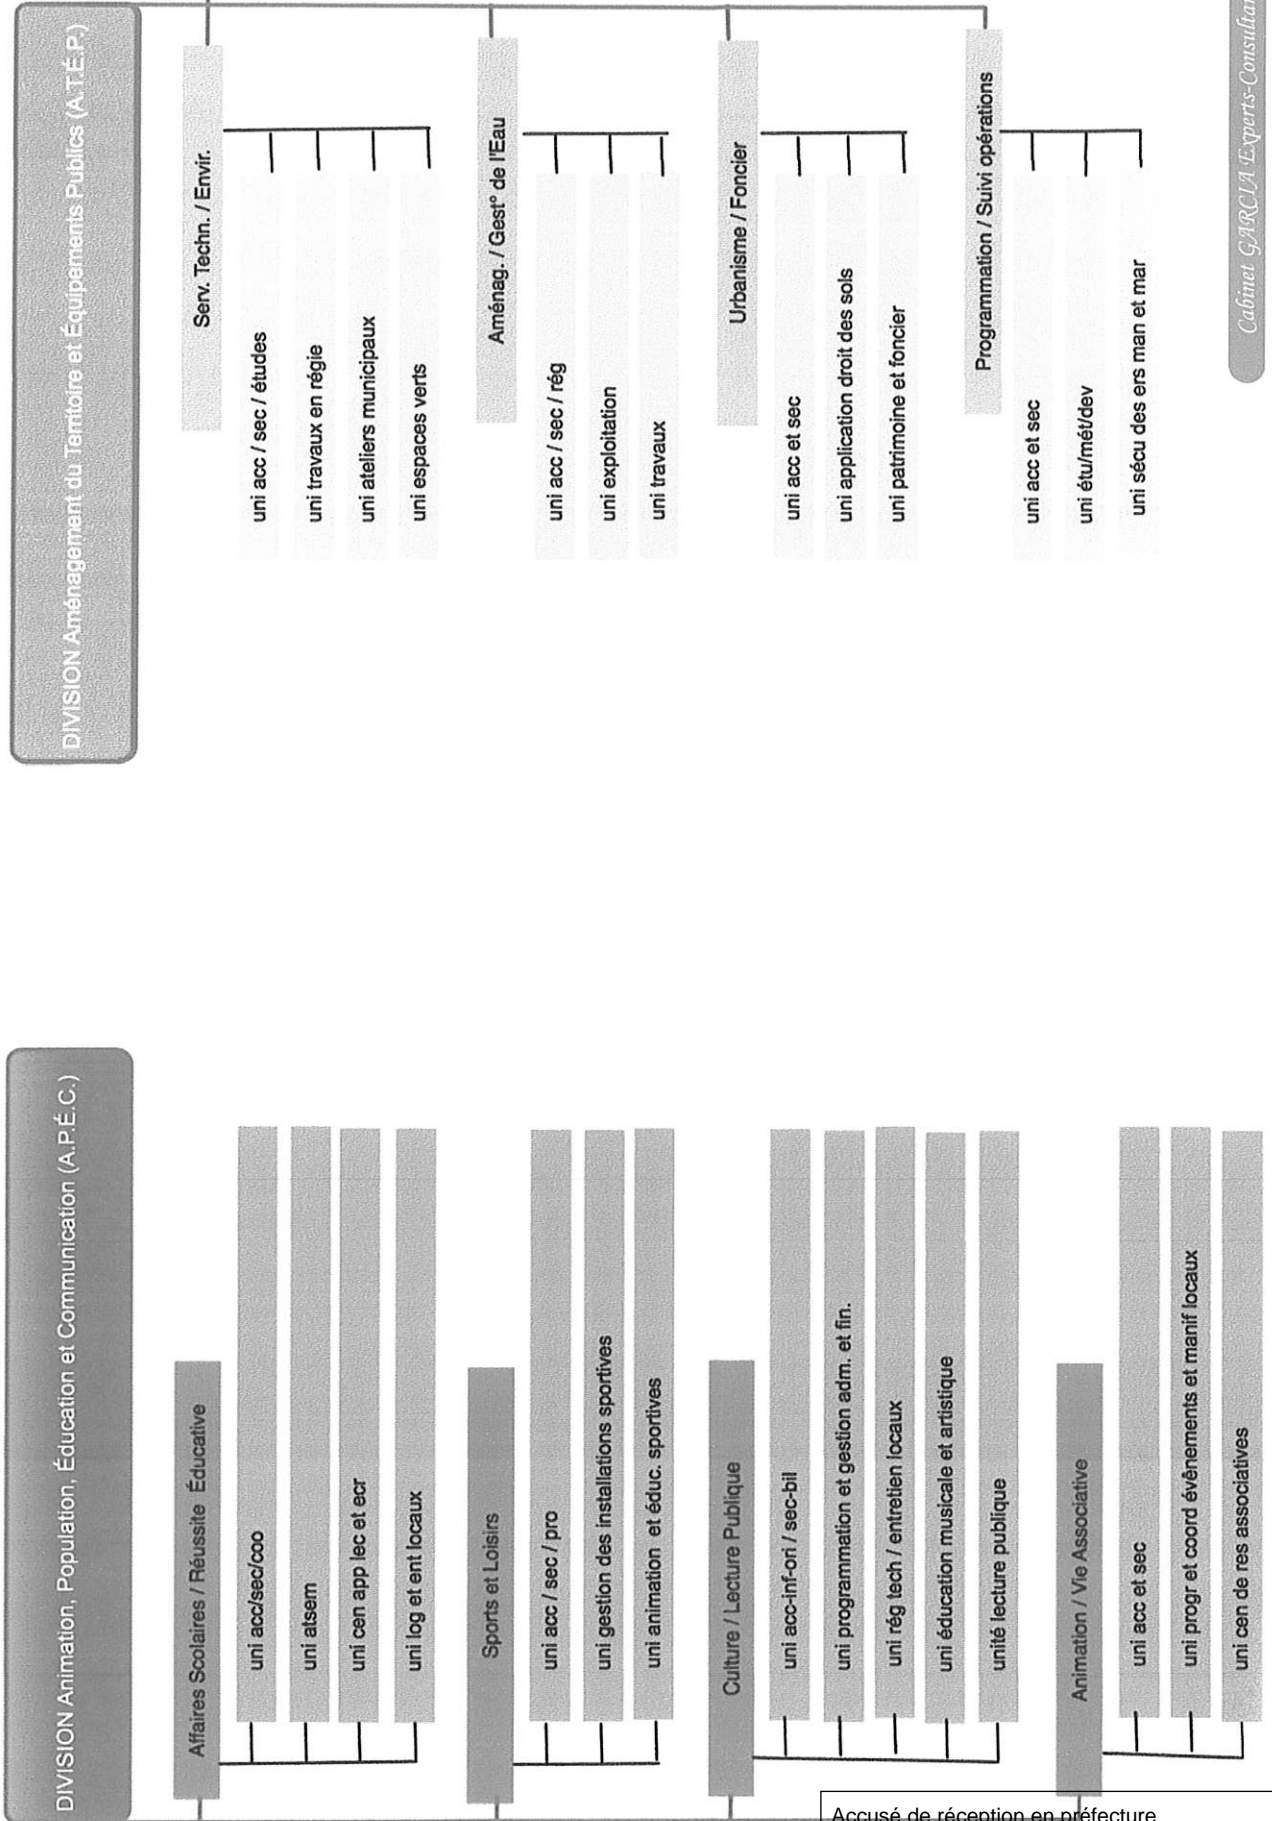 DIVISION Animation, Population, Éducation et Communication (A.P.É.C.)
Affaires Scolaires / Réussite Éducative
uni acc/sec/coo
uni atsem
uni cen app lec et ecr
uni log et ent locaux
Sports et Loisirs
uni acc / sec / pro
uni gestion des installations sportives
uni animation et éduc. sportives
Culture / Lecture Publique
uni acc-inf-ori / sec-bil
uni programmation et gestion adm. et fin.
uni rég tech / entretien locaux
uni éducation musicale et artistique
unité lecture publique
Animation / Vie Associative
uni acc et sec
uni progr et coord évènements et manif locaux
uni cen de res associatives
DIVISION Aménagement du Territoire et Équipements Publics (A.T.É.P.)
Serv. Techn. / Envir.
uni acc / sec / études
uni travaux en régie
uni ateliers municipaux
uni espaces verts
Aménag. / Gest° de l'Eau
uni acc / sec / rég
uni exploitation
uni travaux
Urbanisme / Foncier
uni acc et sec
uni application droit des sols
uni patrimoine et foncier
Programmation / Suivi opérations
uni acc et sec
uni étu/mét/dev
uni sécu des ers man et mar
Cabinet GARCIA Experts-Consultan
Accusé de réception en préfecture